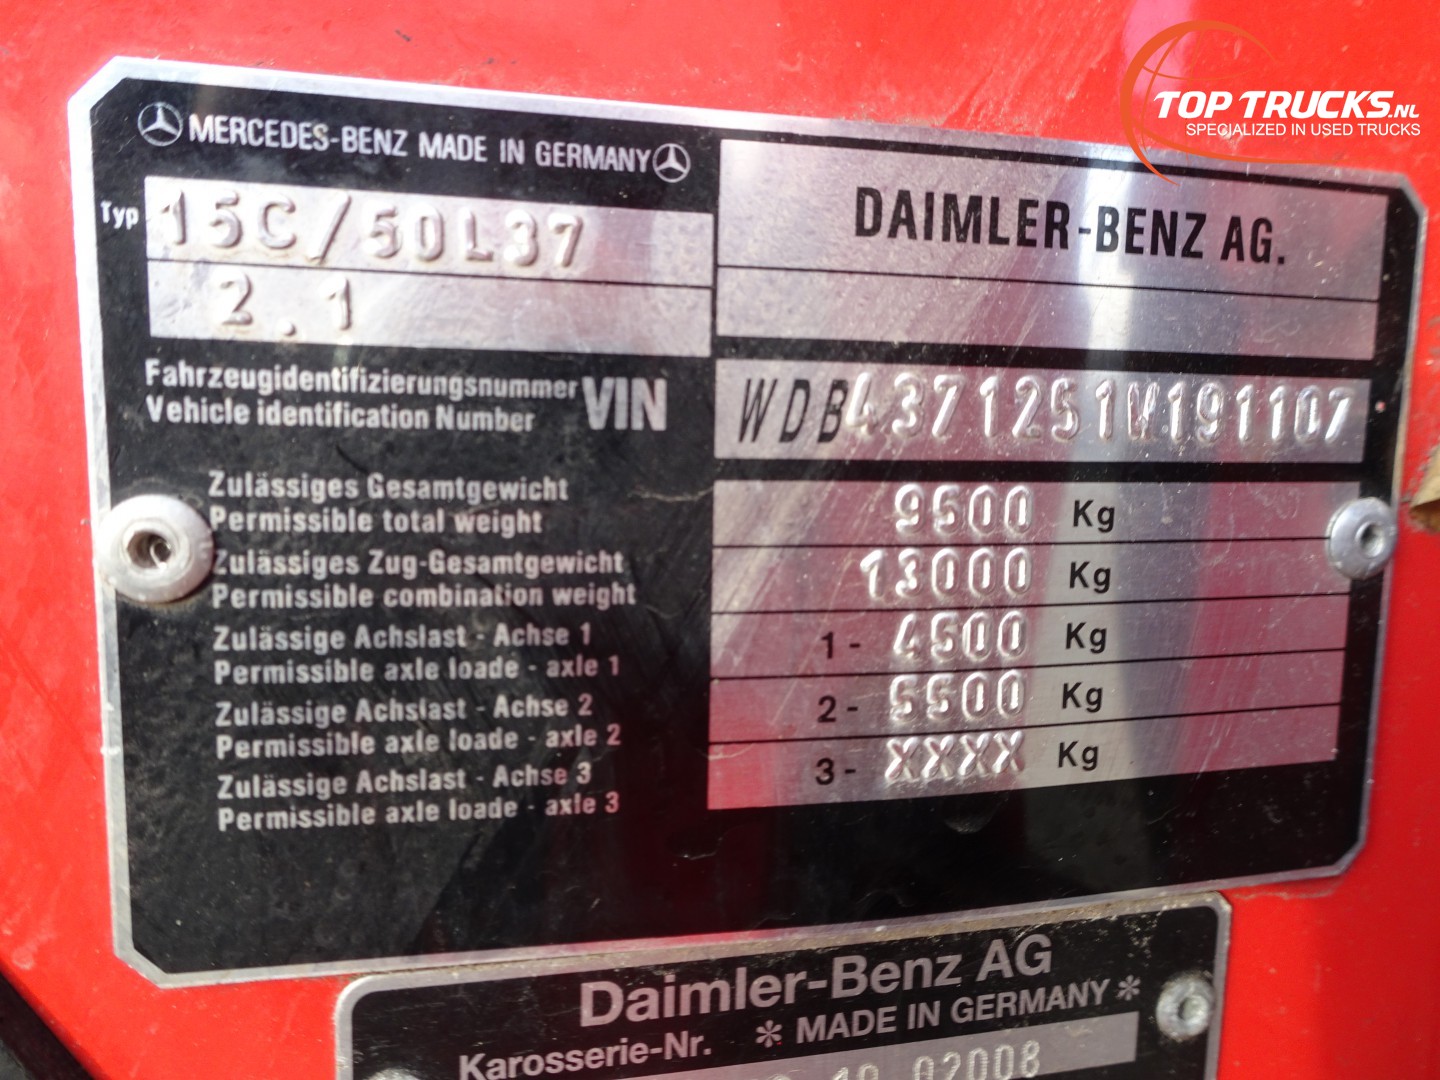 TOP TRUCKS.NL
SPECIALIZED IN USED TRUCKS
MERCEDES-BENZ MADE IN GERMANY
Typ 15C/50L37
2.1
DAIMLER-BENZ AG.
Fahrzeugidentifizierungsnummer
Vehicle identification Number
VIN
WDB4371251W191107
Zulässiges Gesamtgewicht
Permissible total weight
9500 Kg
Zulässiges Zug-Gesamtgewicht
Permissible combination weight
13000 Kg
Zulässige Achslast - Achse 1
Permissible axle loade - axle 1
1- 4500 Kg
Zulässige Achslast - Achse 2
Permissible axle loade - axle 2
2- 5500 Kg
Zulässige Achslast - Achse 3
Permissible axle loade - axle 3
3- XXXX Kg
Daimler-Benz AG
Karosserie-Nr. * MADE IN GERMANY *
02008